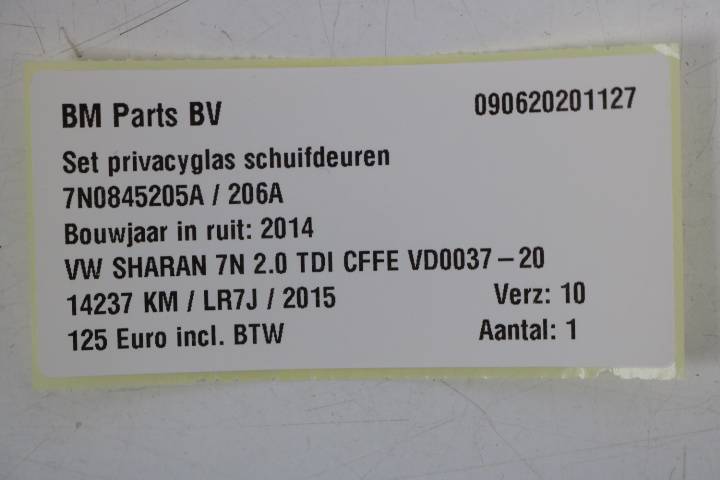 BM Parts BV 090620201127
Set privacyglas schuifdeuren
7N0845205A / 206A
Bouwjaar in ruit: 2014
VW SHARAN 7N 2.0 TDI CFFE VD0037-20
14237 KM / LR7J / 2015 Verz: 10
125 Euro incl. BTW Aantal: 1